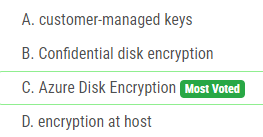 A. customer-managed keys
B. Confidential disk encryption
C. Azure Disk Encryption Most Voted
D. encryption at host